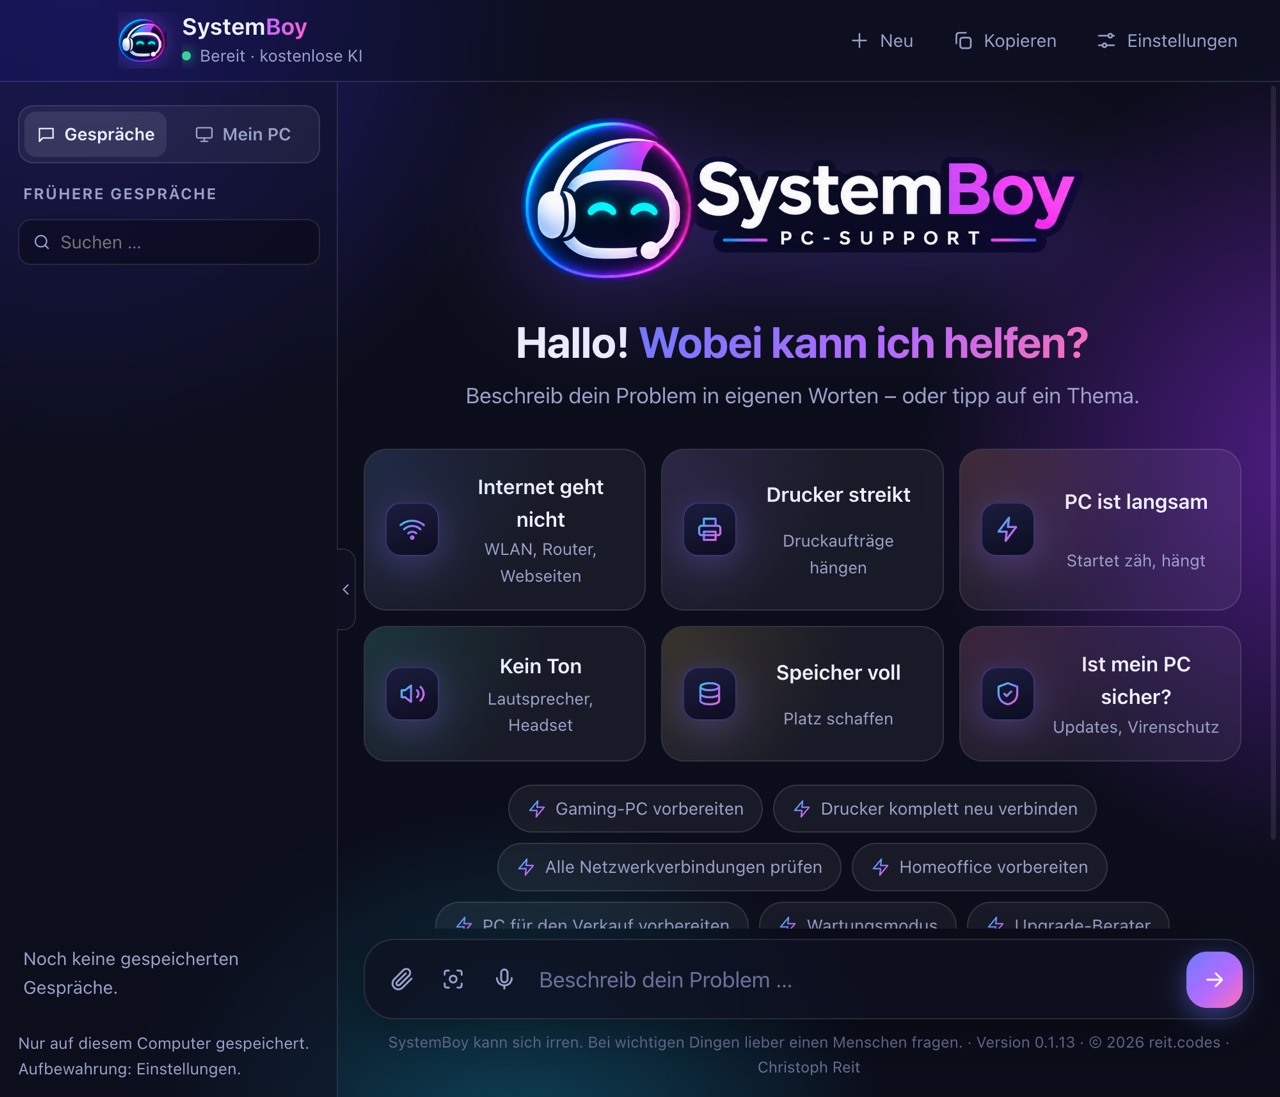 SystemBoy
Bereit · kostenlose KI
Neu
Kopieren
Einstellungen
Gespräche
Mein PC
FRÜHERE GESPRÄCHE
Suchen ...
Noch keine gespeicherten
Gespräche.
Nur auf diesem Computer gespeichert.
Aufbewahrung: Einstellungen.
SystemBoy
PC-SUPPORT
Hallo! Wobei kann ich helfen?
Beschreib dein Problem in eigenen Worten – oder tipp auf ein Thema.
Internet geht
nicht
WLAN, Router,
Webseiten
Drucker streikt
Druckaufträge
hängen
PC ist langsam
Startet zäh, hängt
Kein Ton
Lautsprecher,
Headset
Speicher voll
Platz schaffen
Ist mein PC
sicher?
Updates, Virenschutz
Gaming-PC vorbereiten
Drucker komplett neu verbinden
Alle Netzwerkverbindungen prüfen
Homeoffice vorbereiten
PC für den Verkauf vorbereiten
Wartungsmodus
Upgrade-Berater
Beschreib dein Problem ...
SystemBoy kann sich irren. Bei wichtigen Dingen lieber einen Menschen fragen. · Version 0.1.13 · © 2026 reit.codes ·
Christoph Reit